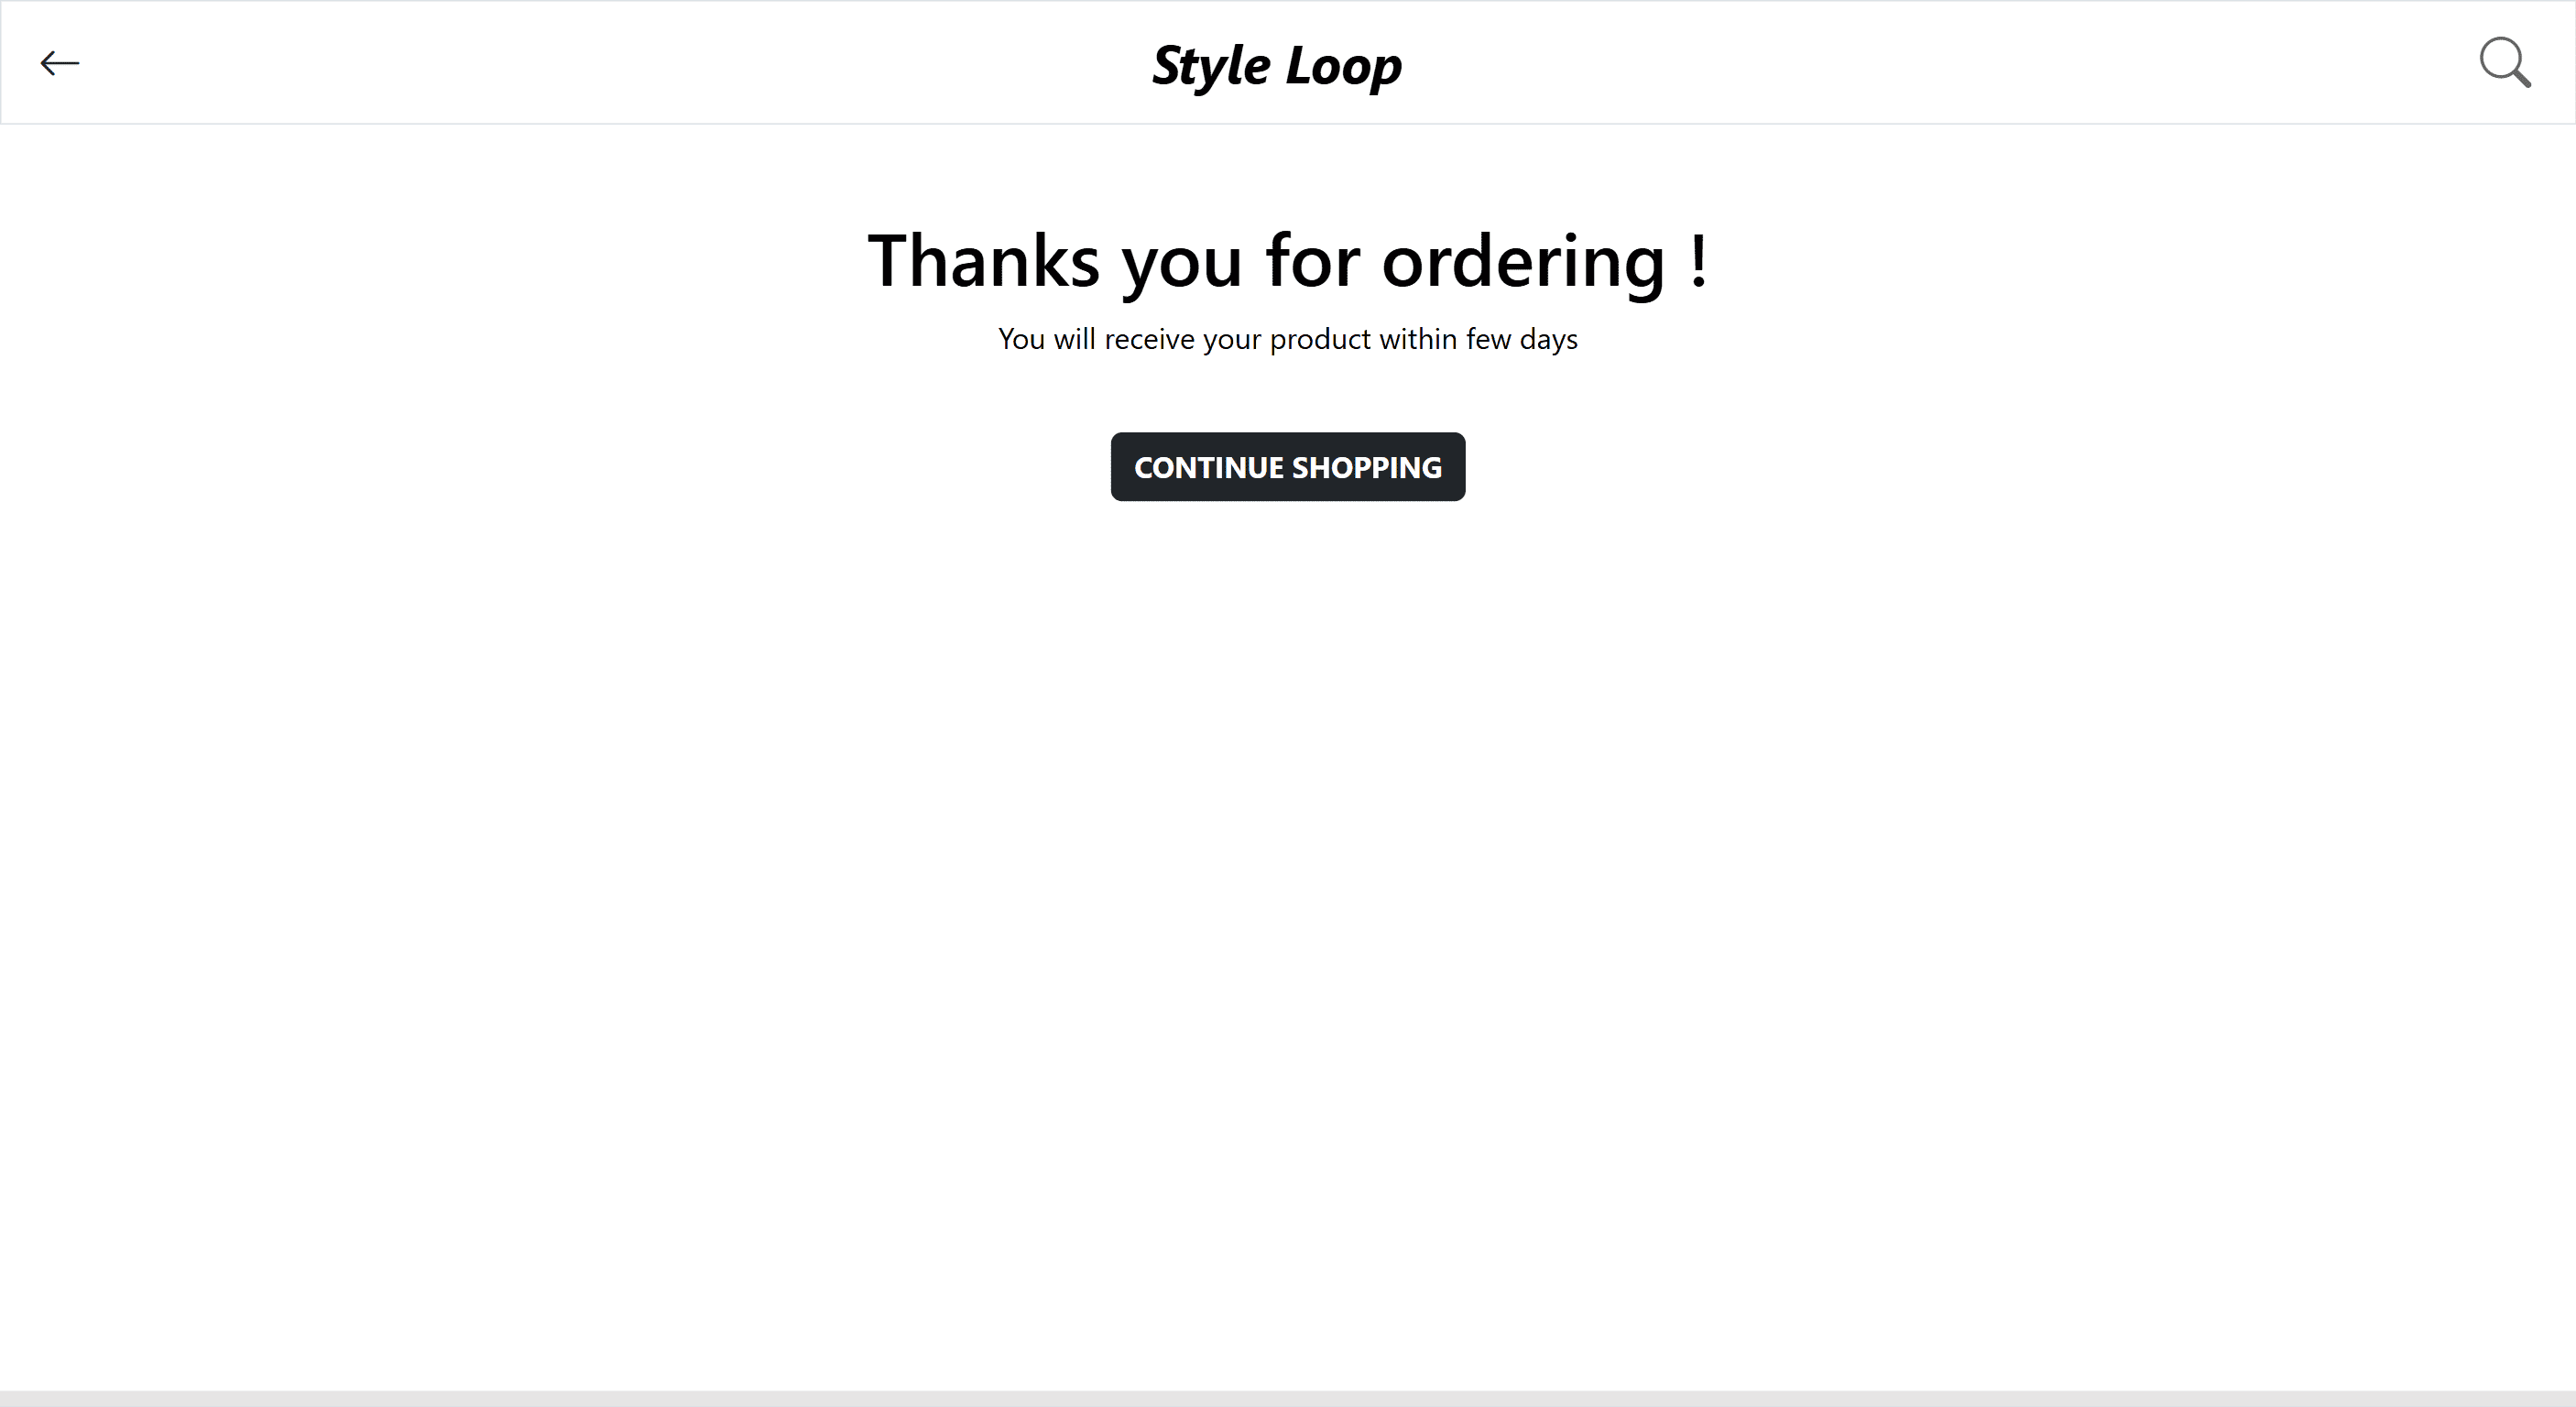 Style Loop
Thanks you for ordering !
You will receive your product within few days
CONTINUE SHOPPING